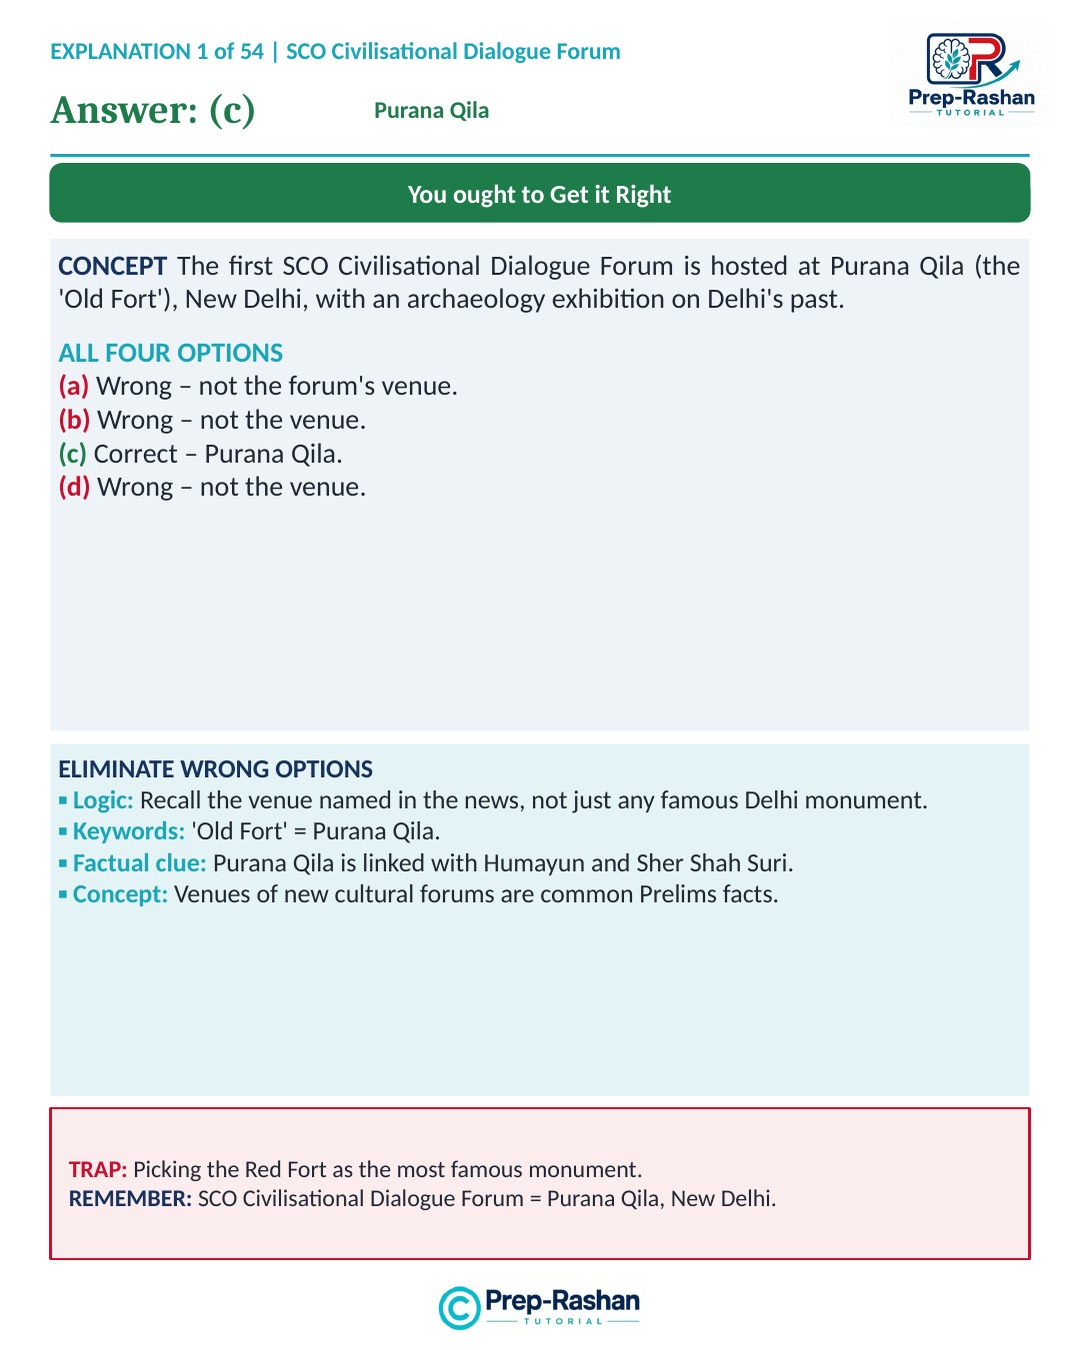 EXPLANATION 1 of 54 | SCO Civilisational Dialogue Forum
Prep-Rashan
TUTORIAL
Answer: (c) Purana Qila
You ought to Get it Right
CONCEPT The first SCO Civilisational Dialogue Forum is hosted at Purana Qila (the
'Old Fort'), New Delhi, with an archaeology exhibition on Delhi's past.
ALL FOUR OPTIONS
(a) Wrong – not the forum's venue.
(b) Wrong – not the venue.
(c) Correct – Purana Qila.
(d) Wrong – not the venue.
ELIMINATE WRONG OPTIONS
▪ Logic: Recall the venue named in the news, not just any famous Delhi monument.
▪ Keywords: 'Old Fort' = Purana Qila.
▪ Factual clue: Purana Qila is linked with Humayun and Sher Shah Suri.
▪ Concept: Venues of new cultural forums are common Prelims facts.
TRAP: Picking the Red Fort as the most famous monument.
REMEMBER: SCO Civilisational Dialogue Forum = Purana Qila, New Delhi.
© Prep-Rashan
TUTORIAL